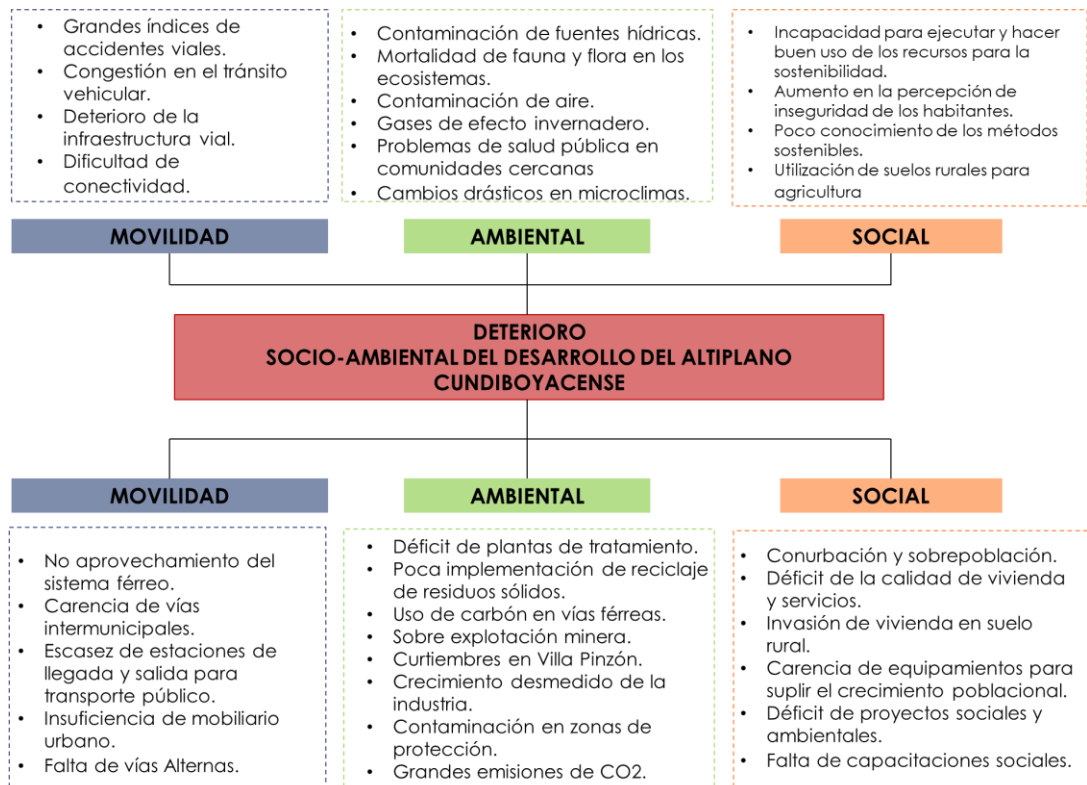 • Grandes índices de
accidentes viales.
• Congestión en el tránsito
vehicular.
• Deterioro de la
infraestructura vial.
• Dificultad de
conectividad.
• Contaminación de fuentes hídricas.
• Mortalidad de fauna y flora en los
ecosistemas.
• Contaminación de aire.
• Gases de efecto invernadero.
• Problemas de salud pública en
comunidades cercanas
• Cambios drásticos en microclimas.
• Incapacidad para ejecutar y hacer
buen uso de los recursos para la
sostenibilidad.
• Aumento en la percepción de
inseguridad de los habitantes.
• Poco conocimiento de los métodos
sostenibles.
• Utilización de suelos rurales para
agricultura
MOVILIDAD
AMBIENTAL
SOCIAL
DETERIORO
SOCIO-AMBIENTAL DEL DESARROLLO DEL ALTIPLANO
CUNDIBOYACENSE
MOVILIDAD
AMBIENTAL
SOCIAL
• No aprovechamiento del
sistema férreo.
• Carencia de vías
intermunicipales.
• Escasez de estaciones de
llegada y salida para
transporte público.
• Insuficiencia de mobiliario
urbano.
• Falta de vías Alternas.
• Déficit de plantas de tratamiento.
• Poca implementación de reciclaje
de residuos sólidos.
• Uso de carbón en vías férreas.
• Sobre explotación minera.
• Curtiembres en Villa Pinzón.
• Crecimiento desmedido de la
industria.
• Contaminación en zonas de
protección.
• Grandes emisiones de CO2.
• Conurbación y sobrepoblación.
• Déficit de la calidad de vivienda
y servicios.
• Invasión de vivienda en suelo
rural.
• Carencia de equipamientos para
suplir el crecimiento poblacional.
• Déficit de proyectos sociales y
ambientales.
• Falta de capacitaciones sociales.